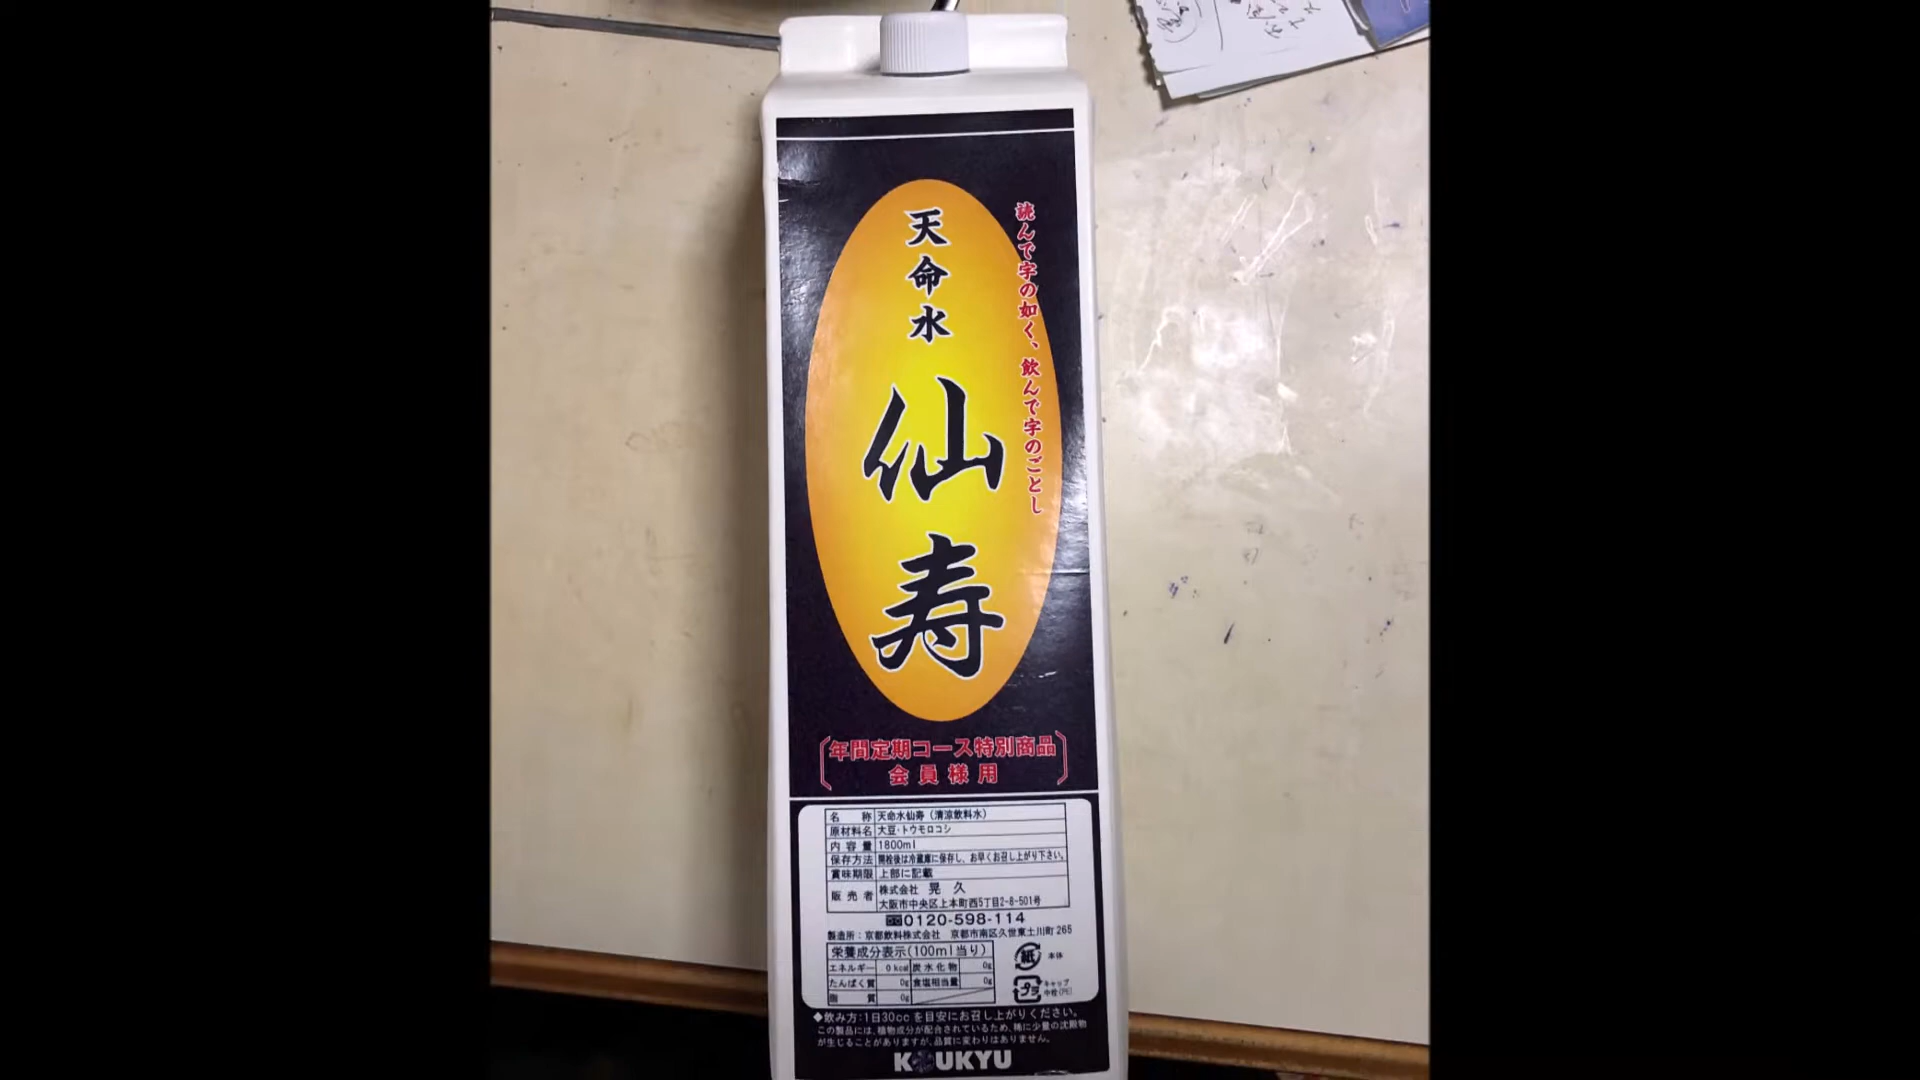 天命水
仙寿
読んで字の如く、飲んで字のごとし
年間定期コース特別商品
会員様用
名称 天命水仙寿（清涼飲料水）
原材料名 大豆・トウモロコシ
内容量 1800ml
保存方法 開栓後は冷蔵庫に保存し、お早くお召し上がり下さい。
賞味期限 上部に記載
販売者 株式会社 晃久
大阪市中央区上本町西5丁目2-8-501号
0120-598-114
製造所：京都飲料株式会社 京都市南区久世東土川町265
栄養成分表示(100ml当り)
エネルギー 0kcal 炭水化物 0g
たんぱく質 0g 食塩相当量 0g
脂質 0g
紙 本体
プラ キャップ
中栓(PE)
◆飲み方：1日30ccを目安にお召し上がりください。
この製品には、植物成分が配合されているため、稀に少量の沈殿物
が生じることがありますが、品質に変わりはありません。
KOUKYU